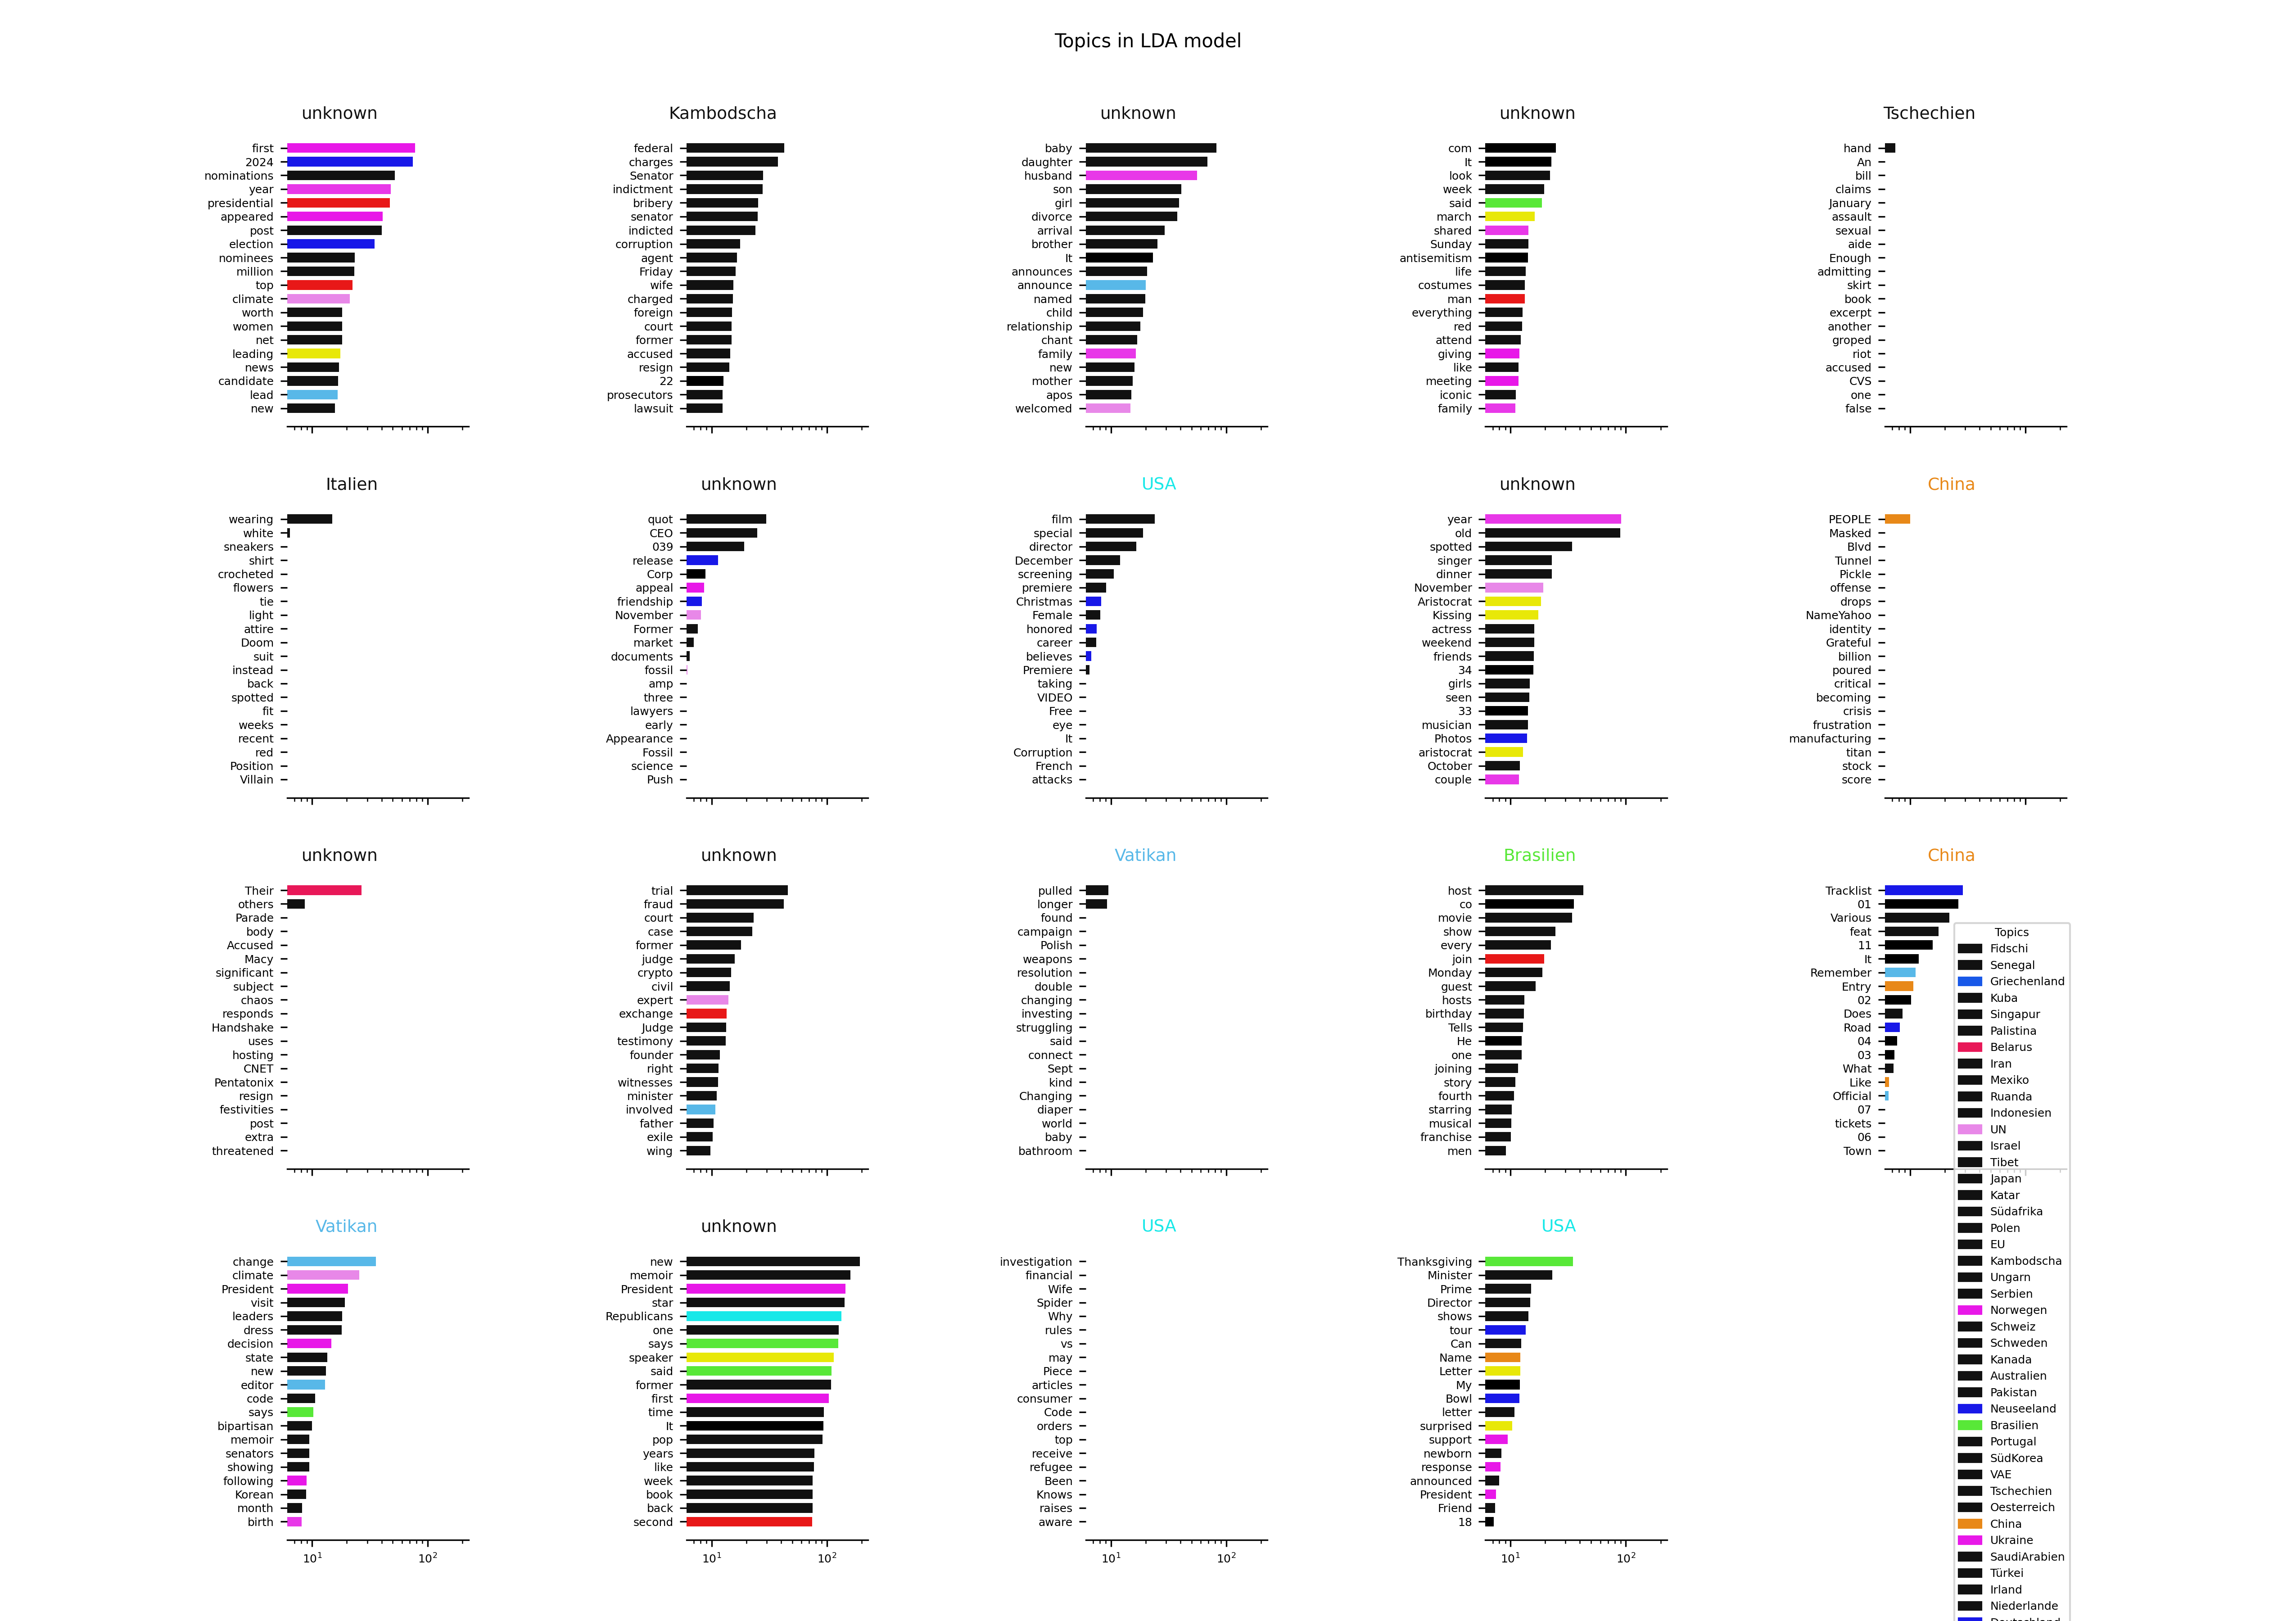 Topics in LDA model
unknown
first
2024
nominations
year
presidential
appeared
post
election
nominees
million
top
climate
worth
women
net
leading
news
candidate
lead
new
Kambodscha
federal
charges
Senator
indictment
bribery
senator
indicted
corruption
agent
Friday
wife
charged
foreign
court
former
accused
resign
22
prosecutors
lawsuit
unknown
baby
daughter
husband
son
girl
divorce
arrival
brother
It
announces
announce
named
child
relationship
chant
family
new
mother
apos
welcomed
unknown
com
It
look
week
said
march
shared
Sunday
antisemitism
life
costumes
man
everything
red
attend
giving
like
meeting
iconic
family
Tschechien
hand
An
bill
claims
January
assault
sexual
aide
Enough
admitting
skirt
book
excerpt
another
groped
riot
accused
CVS
one
false
Italien
wearing
white
sneakers
shirt
crocheted
flowers
tie
light
attire
Doom
suit
instead
back
spotted
fit
weeks
recent
red
Position
Villain
unknown
quot
CEO
039
release
Corp
appeal
friendship
November
Former
market
documents
fossil
amp
three
lawyers
early
Appearance
Fossil
science
Push
USA
film
special
director
December
screening
premiere
Christmas
Female
honored
career
believes
Premiere
taking
VIDEO
Free
eye
It
Corruption
French
attacks
unknown
year
old
spotted
singer
dinner
November
Aristocrat
Kissing
actress
weekend
friends
34
girls
seen
33
musician
Photos
aristocrat
October
couple
China
PEOPLE
Masked
Blvd
Tunnel
Pickle
offense
drops
NameYahoo
identity
Grateful
billion
poured
critical
becoming
crisis
frustration
manufacturing
titan
stock
score
unknown
Their
others
Parade
body
Accused
Macy
significant
subject
chaos
responds
Handshake
uses
hosting
CNET
Pentatonix
resign
festivities
post
extra
threatened
unknown
trial
fraud
court
case
former
judge
crypto
civil
expert
exchange
Judge
testimony
founder
right
witnesses
minister
involved
father
exile
wing
Vatikan
pulled
longer
found
campaign
Polish
weapons
resolution
double
changing
investing
struggling
said
connect
Sept
kind
Changing
diaper
world
baby
bathroom
Brasilien
host
co
movie
show
every
join
Monday
guest
hosts
birthday
Tells
He
one
joining
story
fourth
starring
musical
franchise
men
China
Tracklist
01
Various
feat
11
It
Remember
Entry
02
Does
Road
04
03
What
Like
Official
07
tickets
06
Town
Vatikan
change
climate
President
visit
leaders
dress
decision
state
new
editor
code
says
bipartisan
memoir
senators
showing
following
Korean
month
birth
10¹ 10²
unknown
new
memoir
President
star
Republicans
one
says
speaker
said
former
first
time
It
pop
years
like
week
book
back
second
10¹ 10²
USA
investigation
financial
Wife
Spider
Why
rules
vs
may
Piece
articles
consumer
Code
orders
top
receive
refugee
Been
Knows
raises
aware
10¹ 10²
USA
Thanksgiving
Minister
Prime
Director
shows
tour
Can
Name
Letter
My
Bowl
letter
surprised
support
newborn
response
announced
President
Friend
18
10¹ 10²
Topics
Fidschi
Senegal
Griechenland
Kuba
Singapur
Palistina
Belarus
Iran
Mexiko
Ruanda
Indonesien
UN
Israel
Tibet
Japan
Katar
Südafrika
Polen
EU
Kambodscha
Ungarn
Serbien
Norwegen
Schweiz
Schweden
Kanada
Australien
Pakistan
Neuseeland
Brasilien
Portugal
SüdKorea
VAE
Tschechien
Oesterreich
China
Ukraine
SaudiArabien
Türkei
Irland
Niederlande
Deutschland